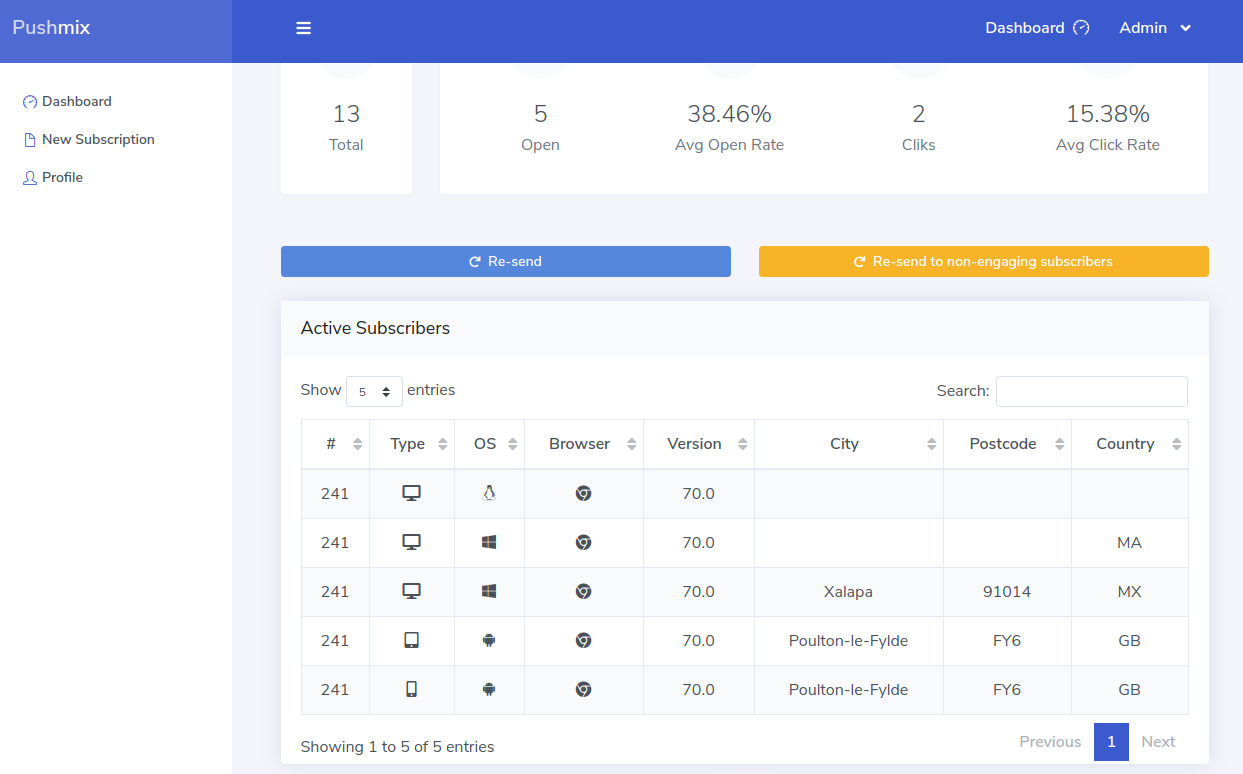 Pushmix
Dashboard
Admin
Dashboard
New Subscription
Profile
13
Total
5
Open
38.46%
Avg Open Rate
2
Cliks
15.38%
Avg Click Rate
Re-send
Re-send to non-engaging subscribers
Active Subscribers
Show 5 entries
Search:
# Type OS Browser Version City Postcode Country
241 70.0
241 70.0 MA
241 70.0 Xalapa 91014 MX
241 70.0 Poulton-le-Fylde FY6 GB
241 70.0 Poulton-le-Fylde FY6 GB
Showing 1 to 5 of 5 entries
Previous 1 Next